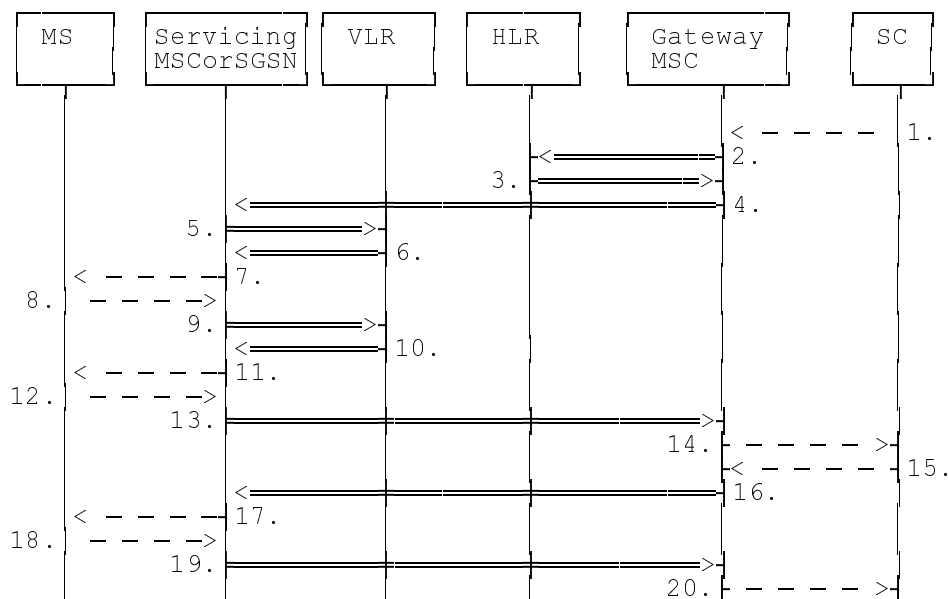 MS
Servicing
MSCorSGSN
VLR
HLR
Gateway
MSC
SC
1.
2.
3.
4.
5.
6.
7.
8.
9.
10.
11.
12.
13.
14.
15.
16.
17.
18.
19.
20.